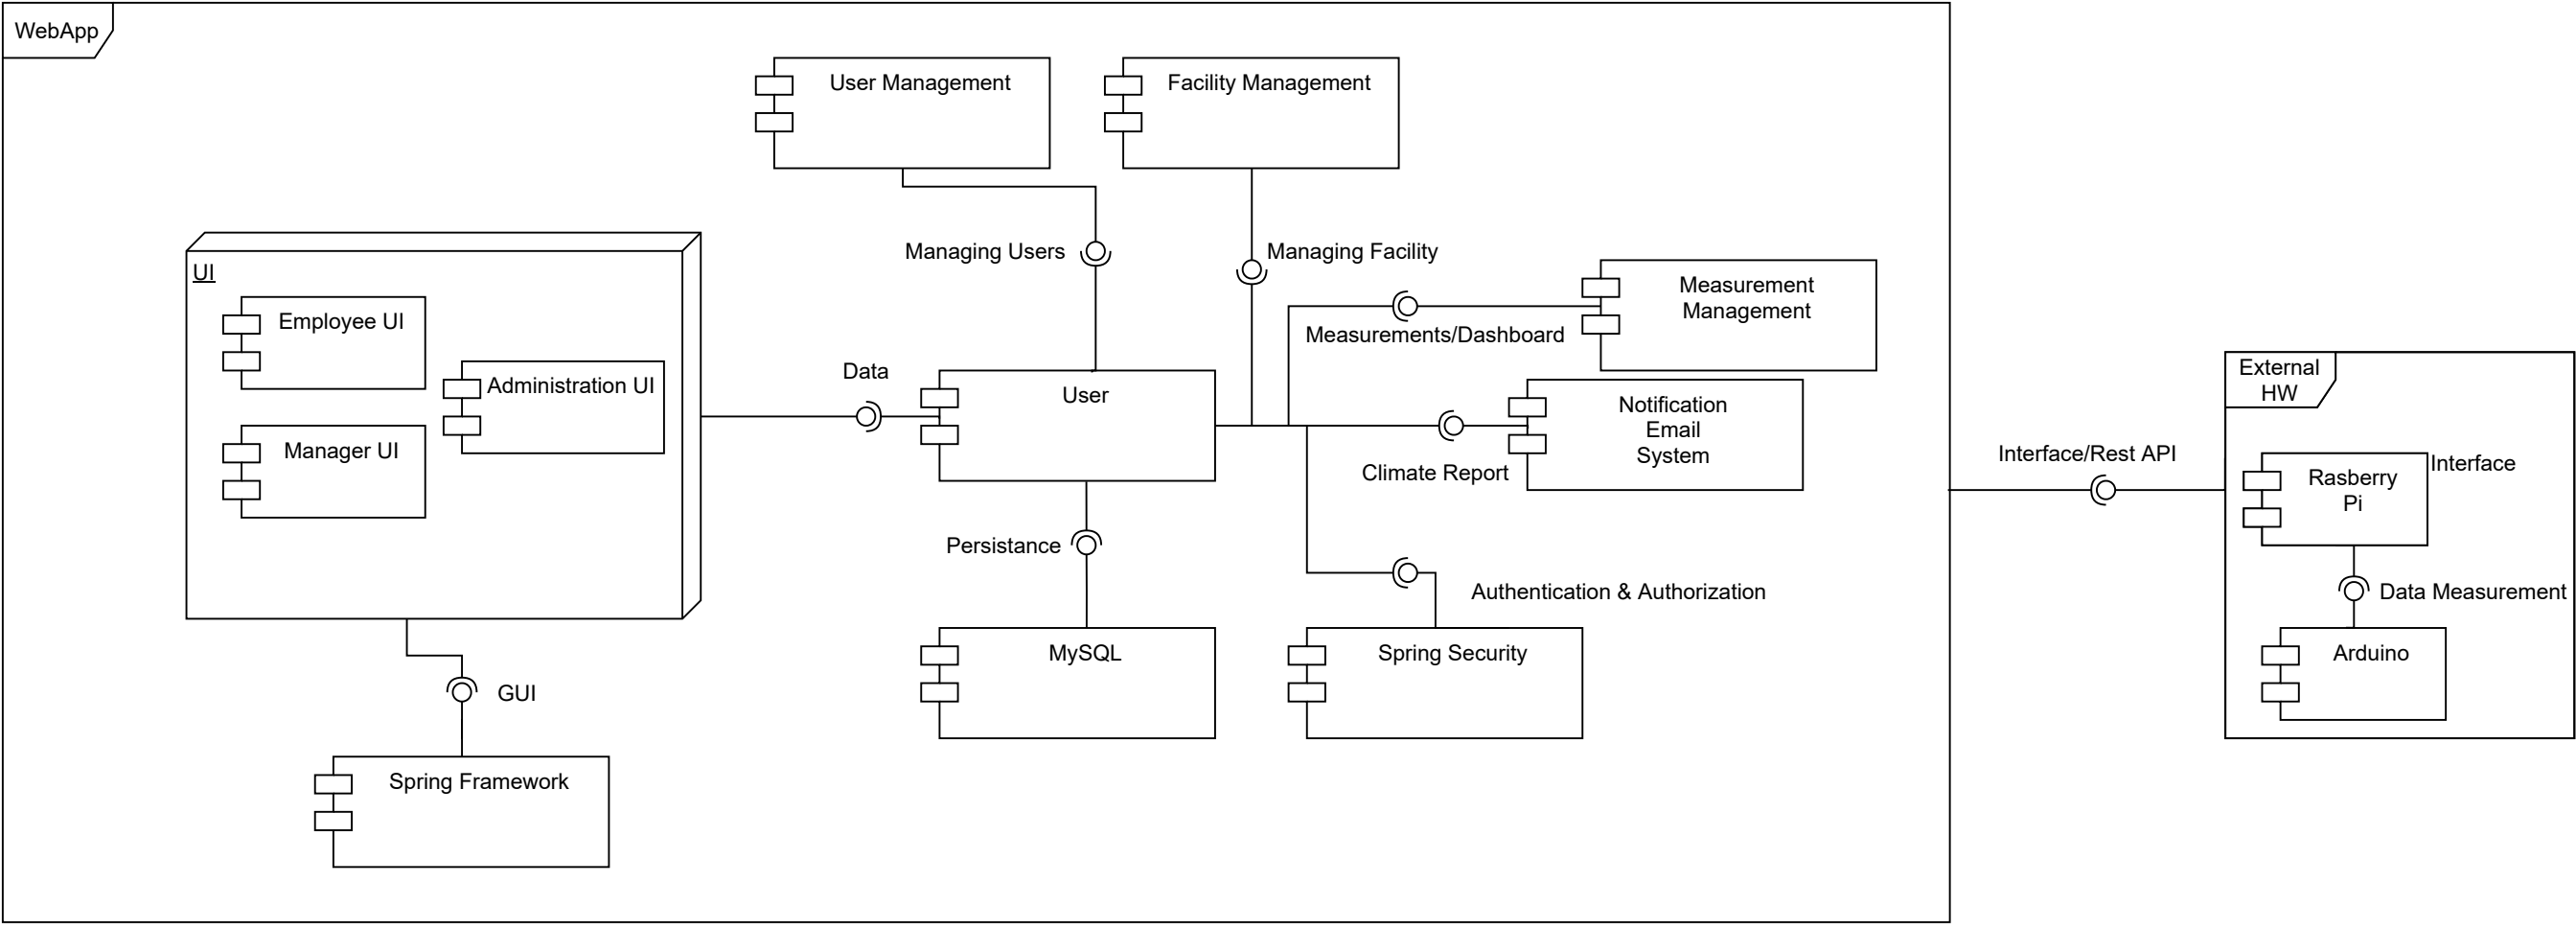 WebApp
User Management
Facility Management
Managing Users
Managing Facility
UI
Employee UI
Administration UI
Manager UI
Data
User
Measurement
Management
Measurements/Dashboard
Notification
Email
System
Climate Report
Persistance
MySQL
Authentication & Authorization
Spring Security
GUI
Spring Framework
Interface/Rest API
External
HW
Rasberry
Pi
Interface
Data Measurement
Arduino